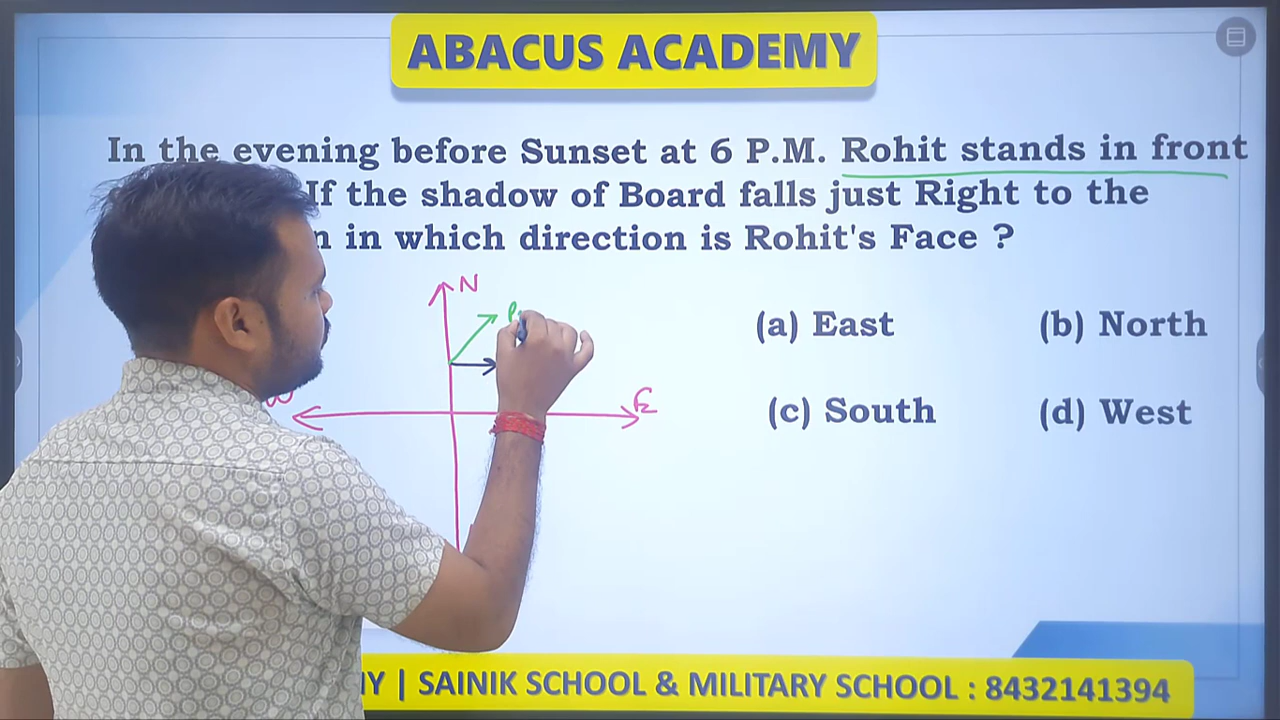 ABACUS ACADEMY
In the evening before Sunset at 6 P.M. Rohit stands in front
If the shadow of Board falls just Right to the
in which direction is Rohit's Face ?
N
(a) East (b) North
W E
(c) South (d) West
| SAINIK SCHOOL & MILITARY SCHOOL : 8432141394